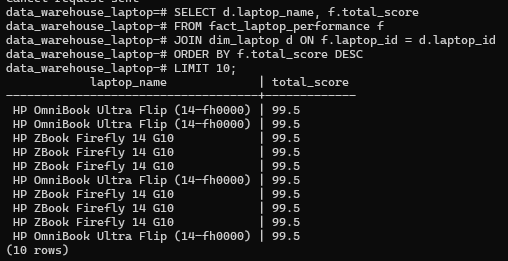 Cancel request sent
data_warehouse_laptop=# SELECT d.laptop_name, f.total_score
data_warehouse_laptop-# FROM fact_laptop_performance f
data_warehouse_laptop-# JOIN dim_laptop d ON f.laptop_id = d.laptop_id
data_warehouse_laptop-# ORDER BY f.total_score DESC
data_warehouse_laptop-# LIMIT 10;
laptop_name | total_score
------------------------------------+-------------
HP OmniBook Ultra Flip (14-fh0000) | 99.5
HP OmniBook Ultra Flip (14-fh0000) | 99.5
HP ZBook Firefly 14 G10 | 99.5
HP ZBook Firefly 14 G10 | 99.5
HP ZBook Firefly 14 G10 | 99.5
HP OmniBook Ultra Flip (14-fh0000) | 99.5
HP ZBook Firefly 14 G10 | 99.5
HP ZBook Firefly 14 G10 | 99.5
HP ZBook Firefly 14 G10 | 99.5
HP OmniBook Ultra Flip (14-fh0000) | 99.5
(10 rows)